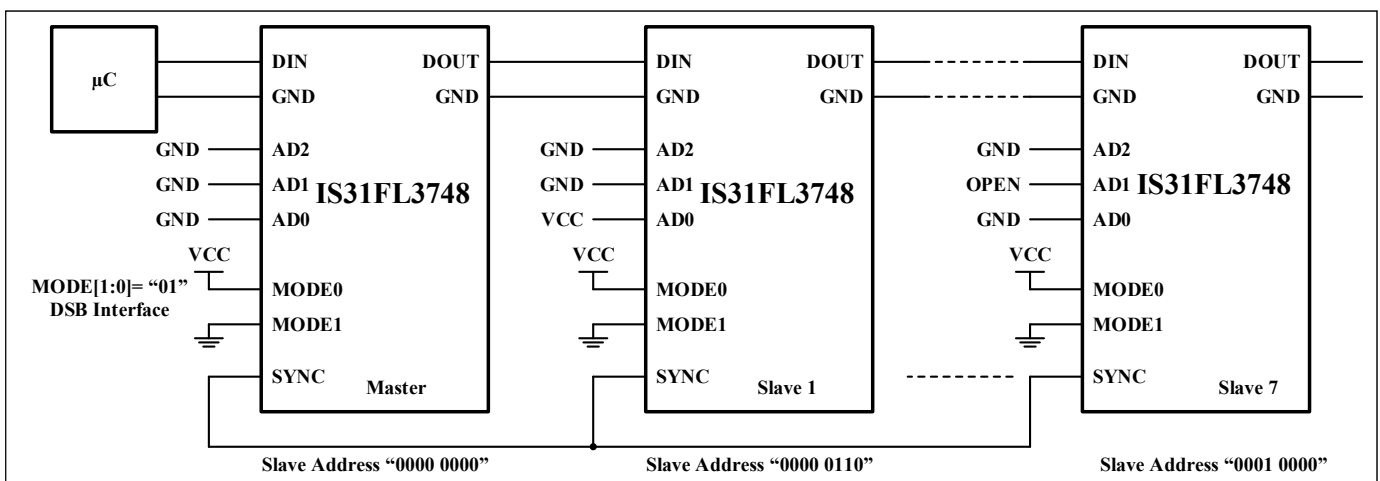 µC
DIN DOUT
GND GND
GND AD2
IS31FL3748
GND AD1
GND AD0
VCC
MODE[1:0]= “01”
DSB Interface
MODE0
MODE1
SYNC
Master
Slave Address “0000 0000”
DIN DOUT
GND GND
GND AD2
IS31FL3748
GND AD1
VCC AD0
VCC
MODE0
MODE1
SYNC
Slave 1
Slave Address “0000 0110”
DIN DOUT
GND GND
GND AD2
IS31FL3748
OPEN AD1
GND AD0
VCC
MODE0
MODE1
SYNC
Slave 7
Slave Address “0001 0000”